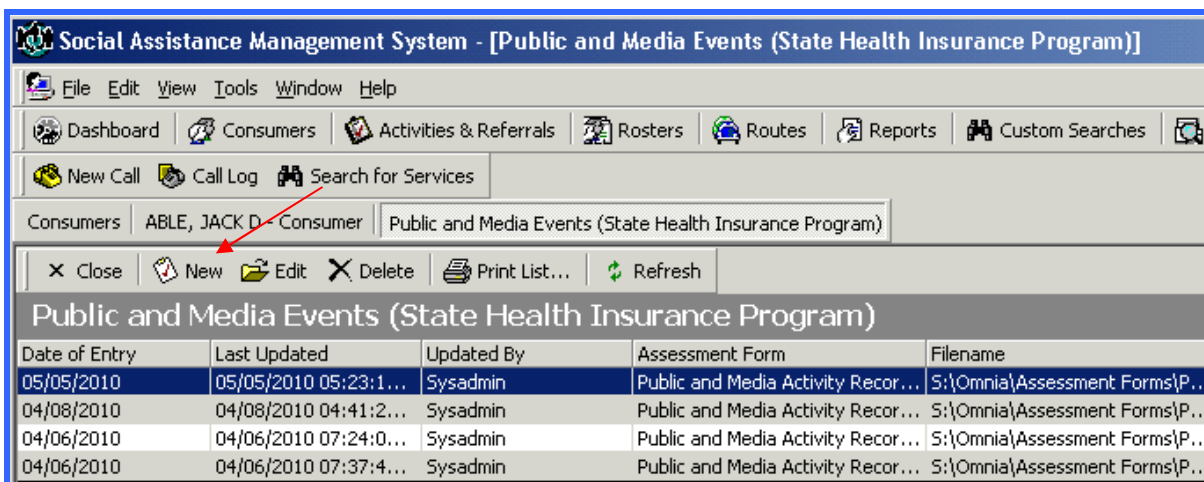 Social Assistance Management System - [Public and Media Events (State Health Insurance Program)]
File Edit View Tools Window Help
Dashboard Consumers Activities & Referrals Rosters Routes Reports Custom Searches
New Call Call Log Search for Services
Consumers ABLE, JACK D - Consumer Public and Media Events (State Health Insurance Program)
Close New Edit Delete Print List... Refresh
Public and Media Events (State Health Insurance Program)
Date of Entry Last Updated Updated By Assessment Form Filename
05/05/2010 05/05/2010 05:23:1... Sysadmin Public and Media Activity Recor... S:\Omnia\Assessment Forms\P...
04/08/2010 04/08/2010 04:41:2... Sysadmin Public and Media Activity Recor... S:\Omnia\Assessment Forms\P...
04/06/2010 04/06/2010 07:24:0... Sysadmin Public and Media Activity Recor... S:\Omnia\Assessment Forms\P...
04/06/2010 04/06/2010 07:37:4... Sysadmin Public and Media Activity Recor... S:\Omnia\Assessment Forms\P...